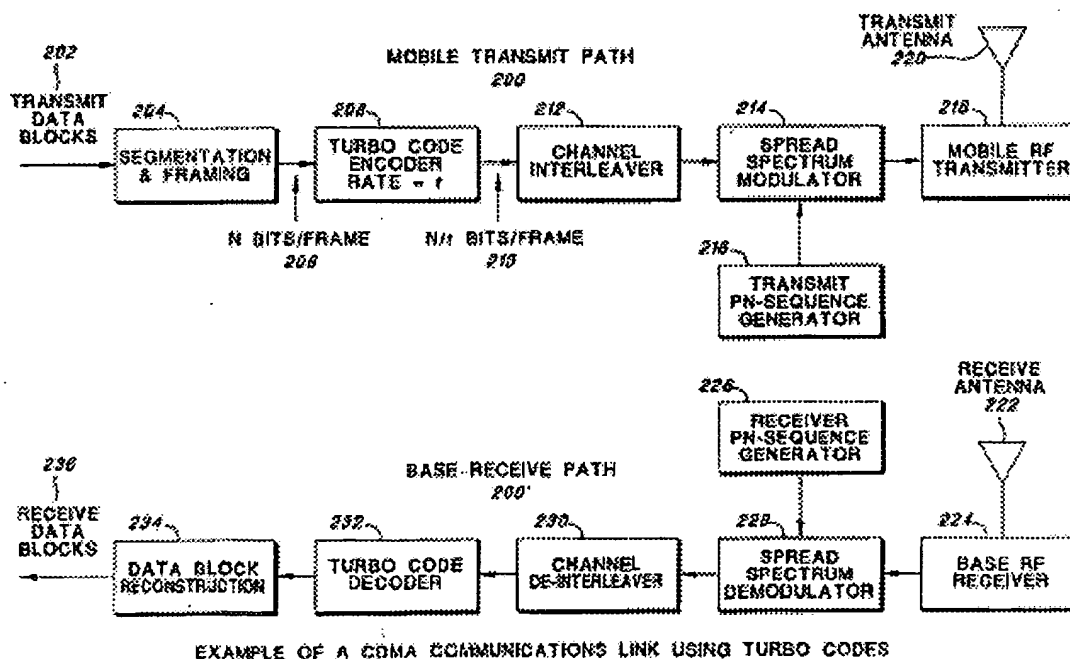 202
TRANSMIT
DATA
BLOCKS
MOBILE TRANSMIT PATH
200
TRANSMIT
ANTENNA
220
204
SEGMENTATION
& FRAMING
208
TURBO CODE
ENCODER
RATE = r
212
CHANNEL
INTERLEAVER
214
SPREAD
SPECTRUM
MODULATOR
218
MOBILE RF
TRANSMITTER
N BITS/FRAME
206
N/r BITS/FRAME
210
216
TRANSMIT
PN-SEQUENCE
GENERATOR
226
RECEIVER
PN-SEQUENCE
GENERATOR
RECEIVE
ANTENNA
222
236
RECEIVE
DATA
BLOCKS
BASE-RECEIVE PATH
200'
234
DATA BLOCK
RECONSTRUCTION
232
TURBO CODE
DECODER
230
CHANNEL
DE-INTERLEAVER
228
SPREAD
SPECTRUM
DEMODULATOR
224
BASE RF
RECEIVER
EXAMPLE OF A CDMA COMMUNICATIONS LINK USING TURBO CODES